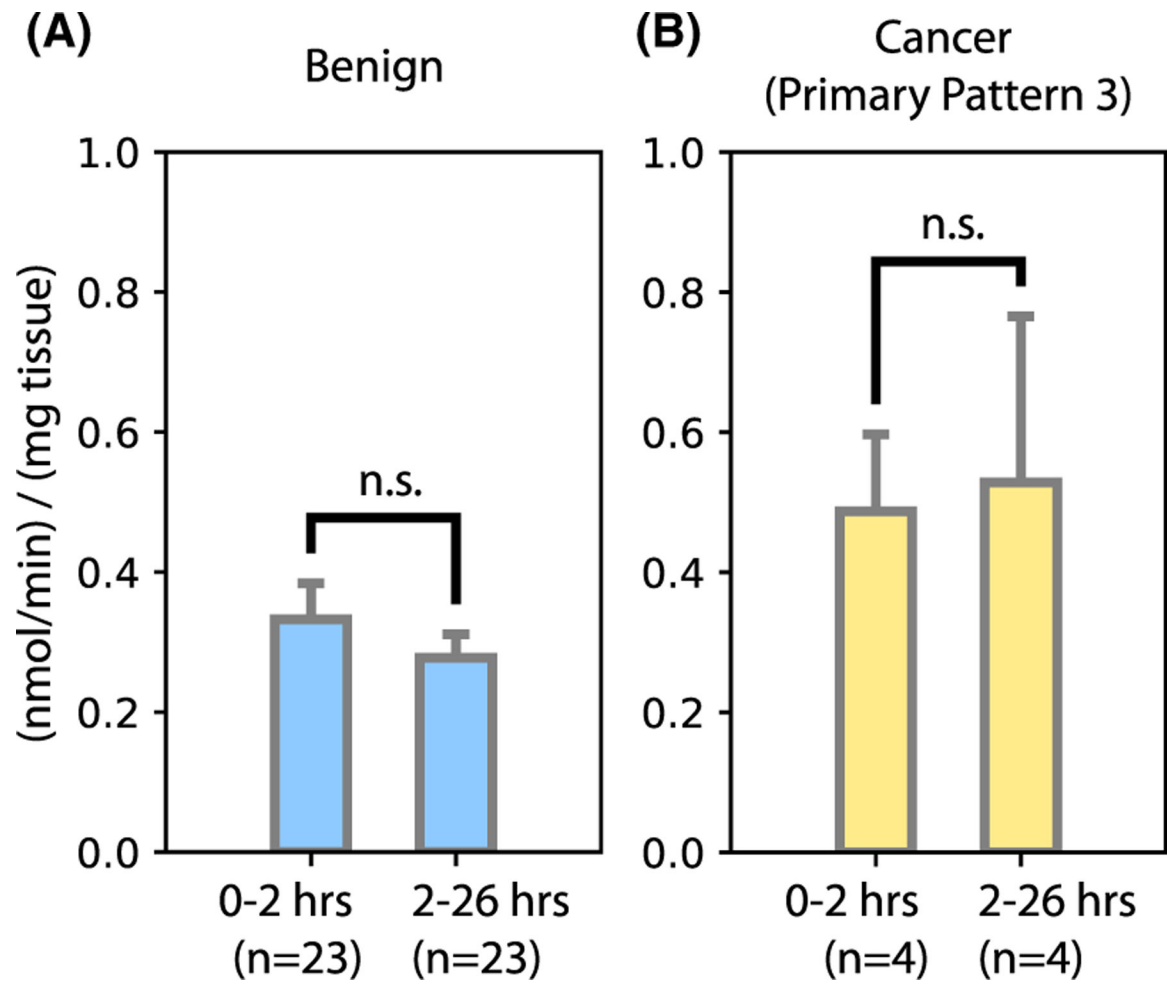 (A)
Benign
(B)
Cancer
(Primary Pattern 3)
(nmol/min) / (mg tissue)
1.0
0.8
0.6
0.4
0.2
0.0
n.s.
0-2 hrs
(n=23)
2-26 hrs
(n=23)
1.0
0.8
0.6
0.4
0.2
0.0
n.s.
0-2 hrs
(n=4)
2-26 hrs
(n=4)